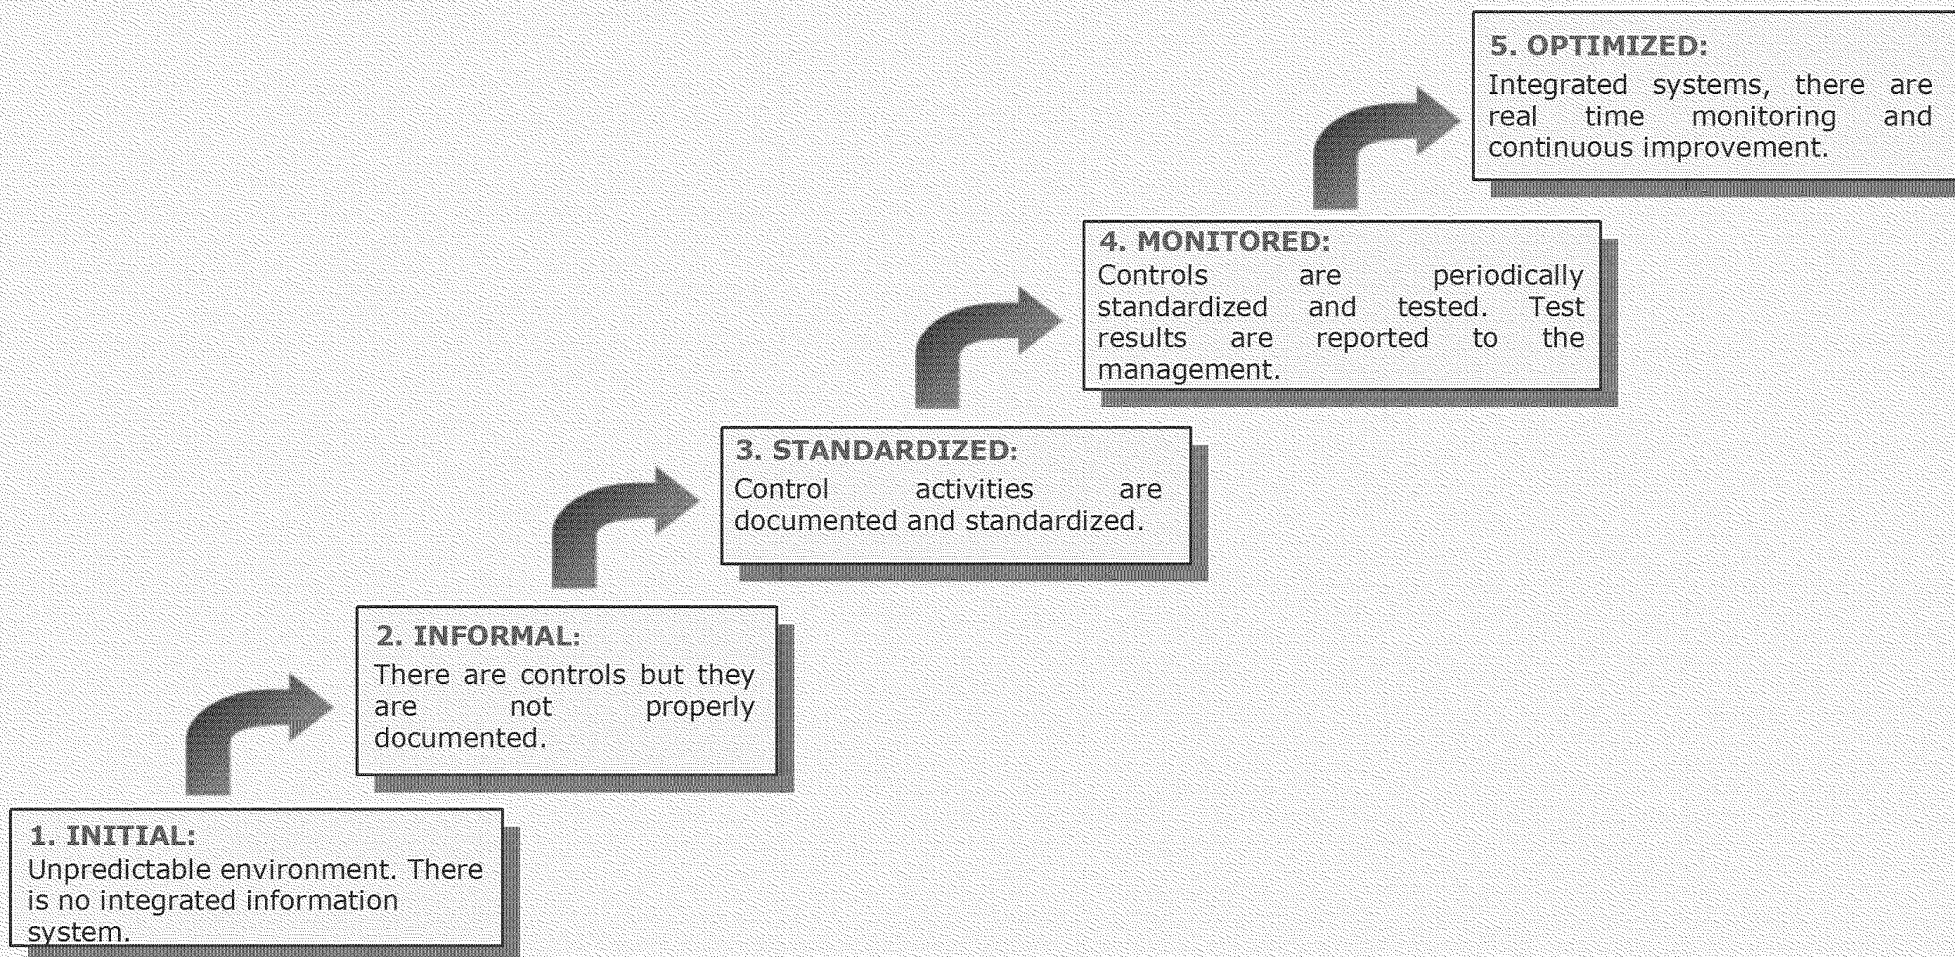 5. OPTIMIZED:
Integrated systems, there are
real time monitoring and
continuous improvement.
4. MONITORED:
Controls are periodically
standardized and tested. Test
results are reported to the
management.
3. STANDARDIZED:
Control activities are
documented and standardized.
2. INFORMAL:
There are controls but they
are not properly
documented.
1. INITIAL:
Unpredictable environment. There
is no integrated information
system.